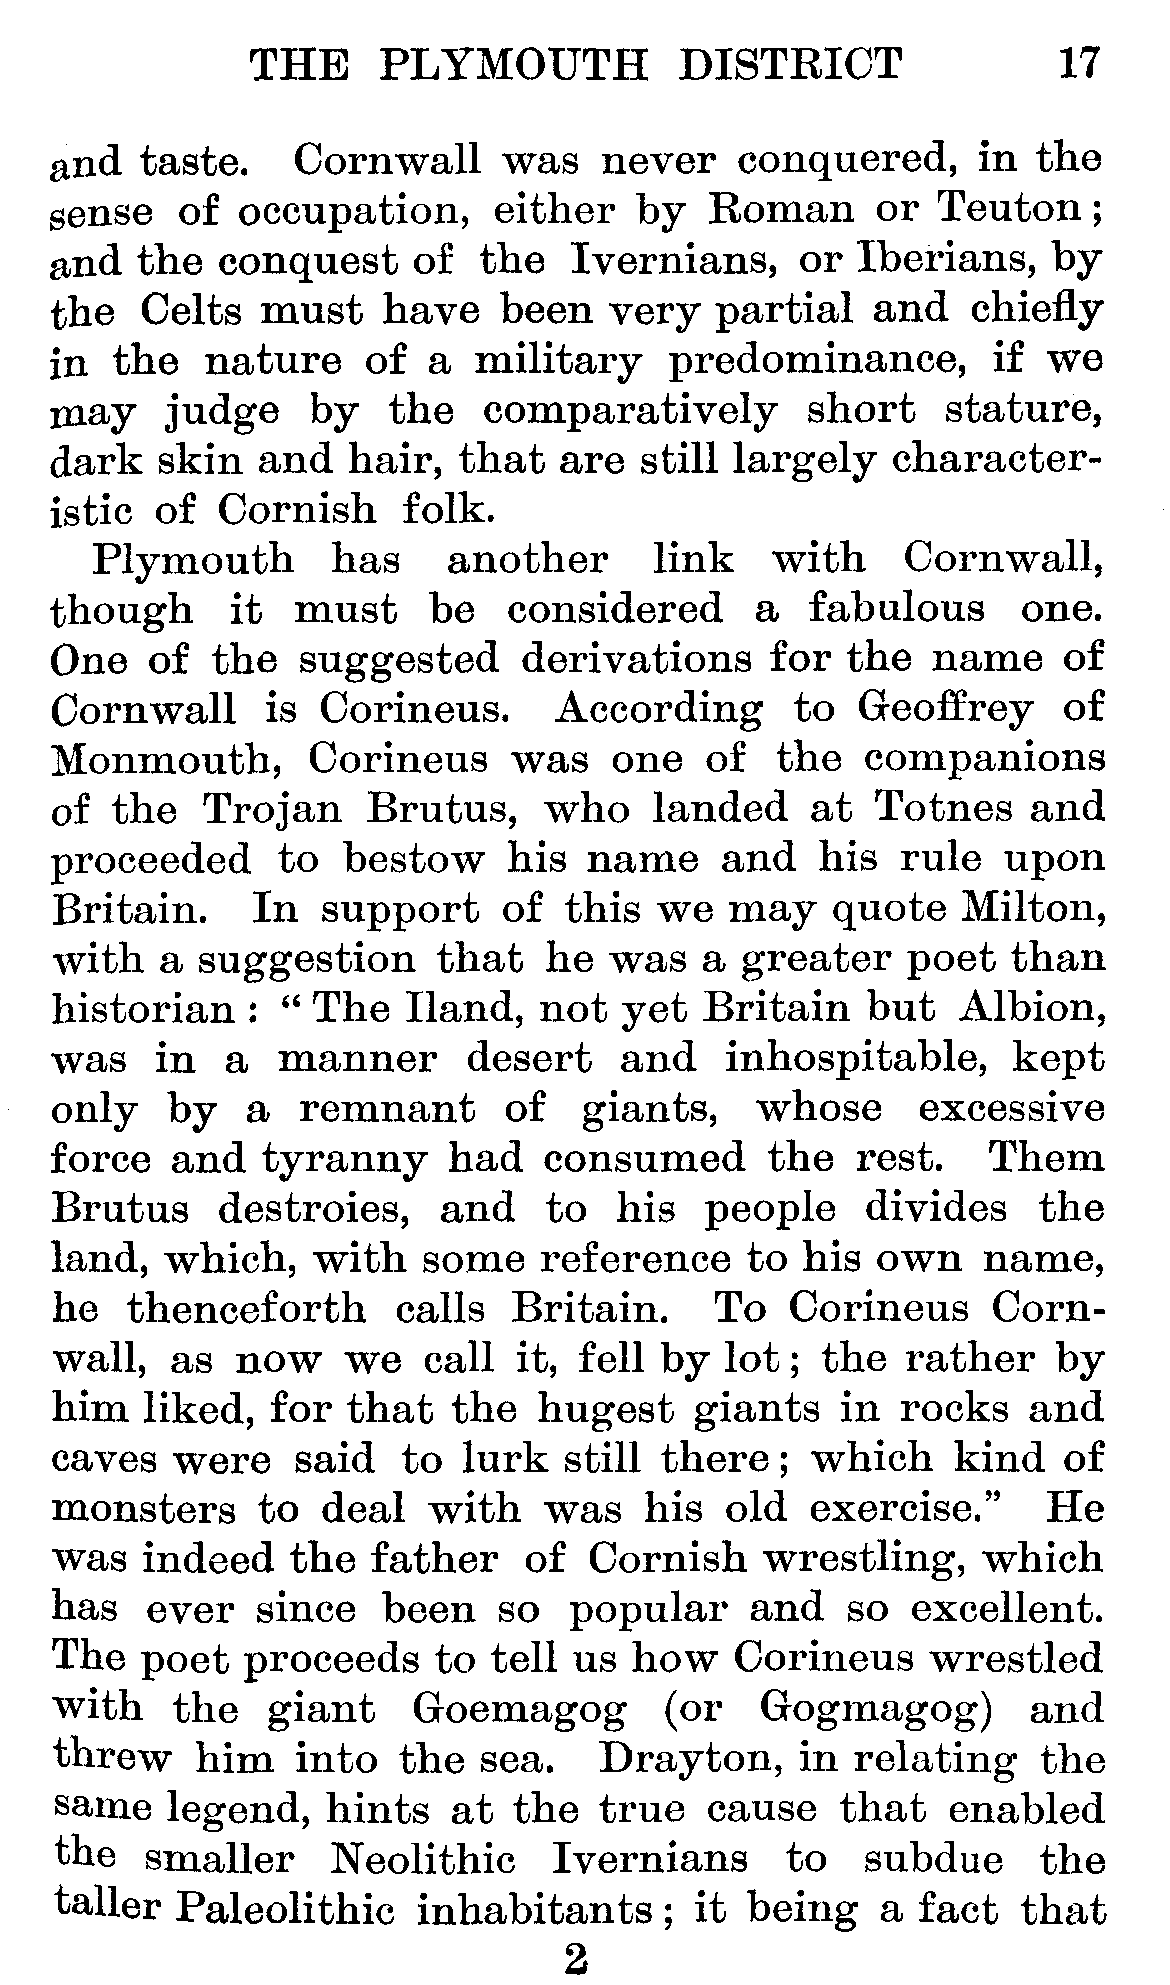 THE PLYMOUTH DISTRICT 17
and taste. Cornwall was never conquered, in the
sense of occupation, either by Roman or Teuton;
and the conquest of the Ivernians, or Iberians, by
the Celts must have been very partial and chiefly
in the nature of a military predominance, if we
may judge by the comparatively short stature,
dark skin and hair, that are still largely character-
istic of Cornish folk.
Plymouth has another link with Cornwall,
though it must be considered a fabulous one.
One of the suggested derivations for the name of
Cornwall is Corineus. According to Geoffrey of
Monmouth, Corineus was one of the companions
of the Trojan Brutus, who landed at Totnes and
proceeded to bestow his name and his rule upon
Britain. In support of this we may quote Milton,
with a suggestion that he was a greater poet than
historian: “The Iland, not yet Britain but Albion,
was in a manner desert and inhospitable, kept
only by a remnant of giants, whose excessive
force and tyranny had consumed the rest. Them
Brutus destroies, and to his people divides the
land, which, with some reference to his own name,
he thenceforth calls Britain. To Corineus Corn-
wall, as now we call it, fell by lot; the rather by
him liked, for that the hugest giants in rocks and
caves were said to lurk still there; which kind of
monsters to deal with was his old exercise.” He
was indeed the father of Cornish wrestling, which
has ever since been so popular and so excellent.
The poet proceeds to tell us how Corineus wrestled
with the giant Goemagog (or Gogmagog) and
threw him into the sea. Drayton, in relating the
same legend, hints at the true cause that enabled
the smaller Neolithic Ivernians to subdue the
taller Paleolithic inhabitants; it being a fact that
2